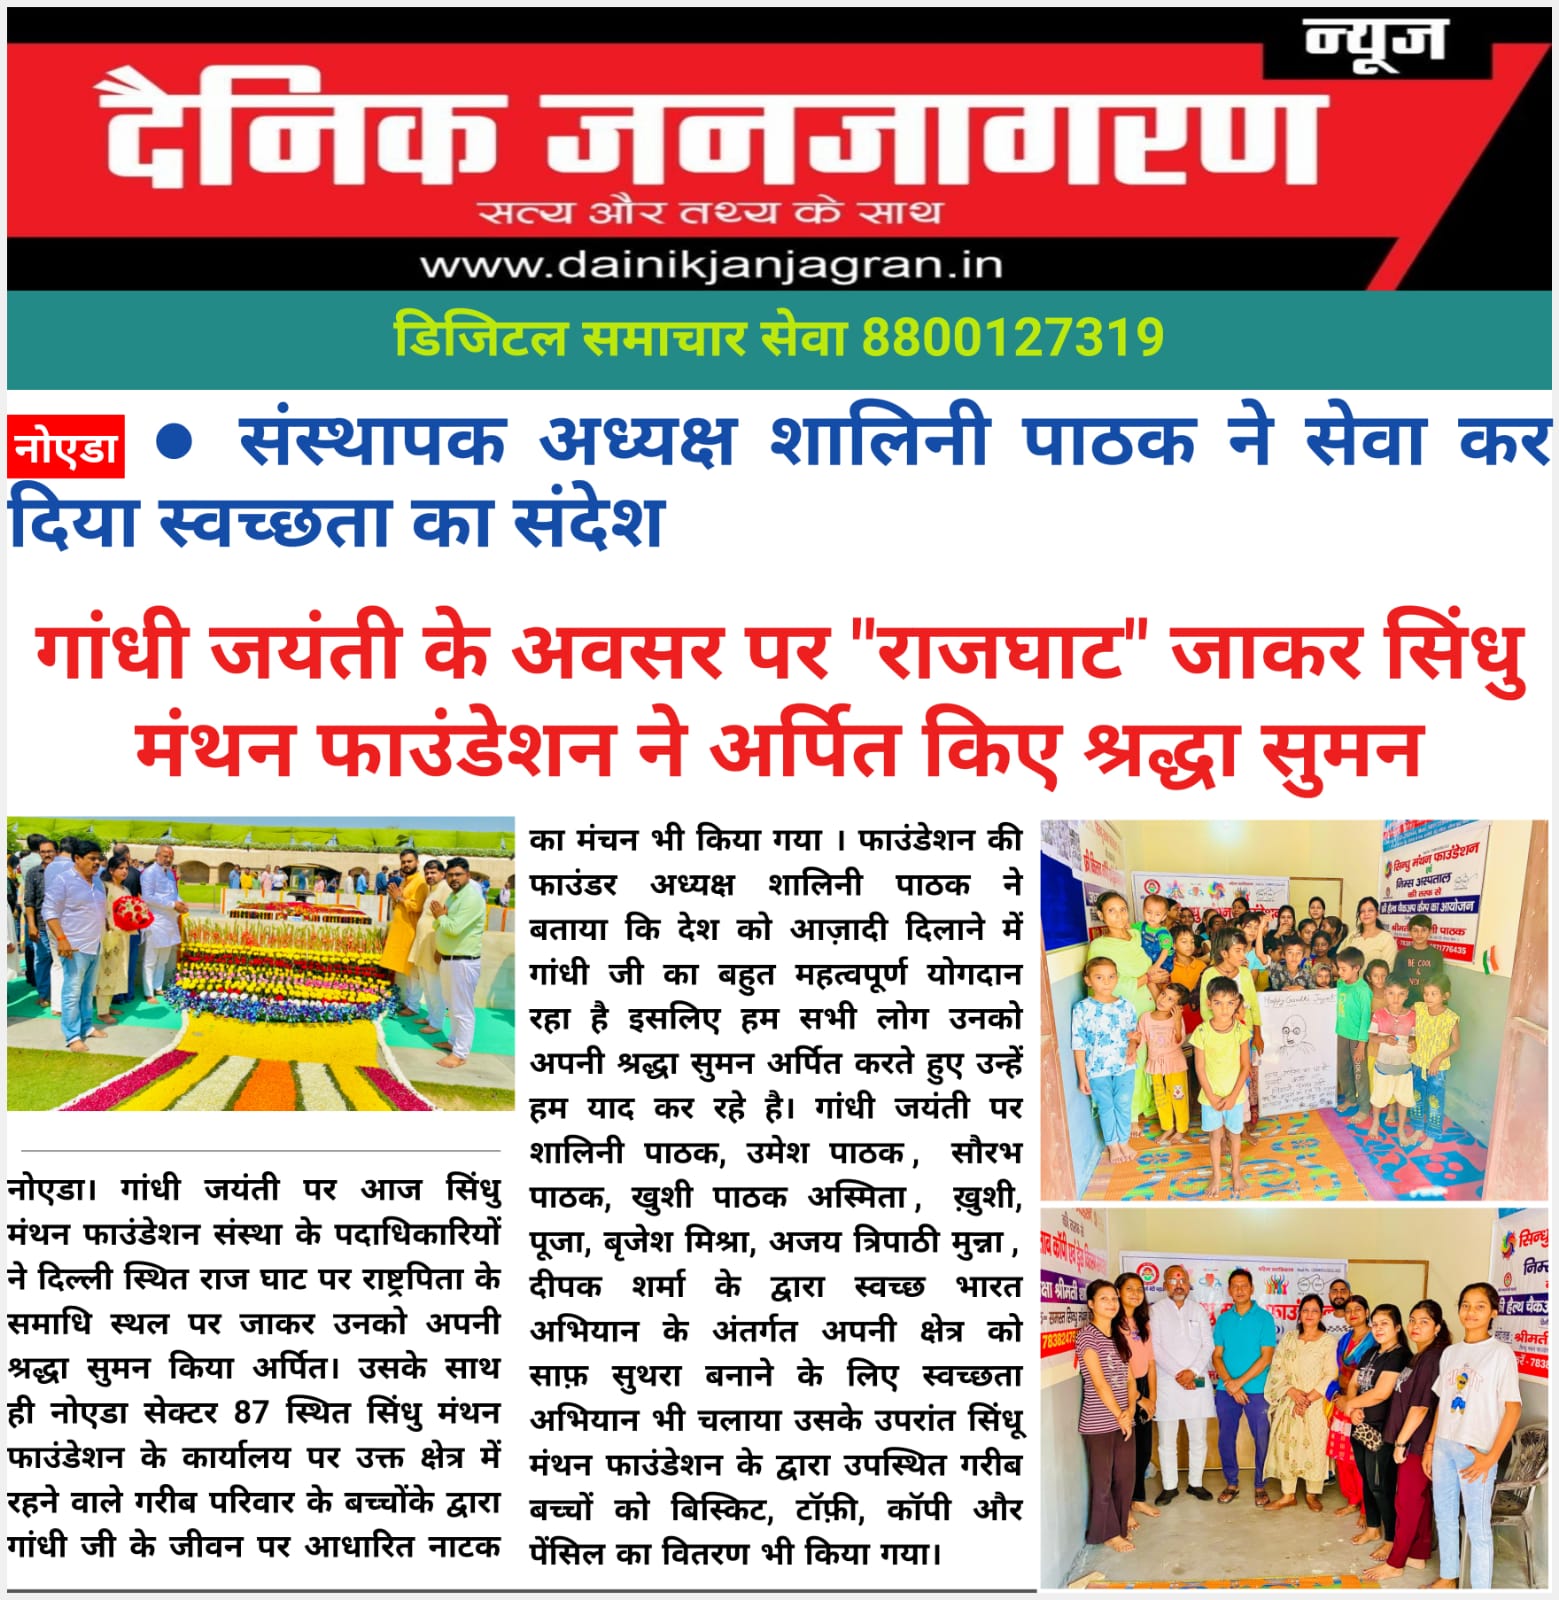 न्यूज
दैनिक जनजागरण
सत्य और तथ्य के साथ
www.dainikjanjagran.in
डिजिटल समाचार सेवा 8800127319
नोएडा ● संस्थापक अध्यक्ष शालिनी पाठक ने सेवा कर
दिया स्वच्छता का संदेश
गांधी जयंती के अवसर पर "राजघाट" जाकर सिंधु
मंथन फाउंडेशन ने अर्पित किए श्रद्धा सुमन
नोएडा। गांधी जयंती पर आज सिंधु
मंथन फाउंडेशन संस्था के पदाधिकारियों
ने दिल्ली स्थित राज घाट पर राष्ट्रपिता के
समाधि स्थल पर जाकर उनको अपनी
श्रद्धा सुमन किया अर्पित। उसके साथ
ही नोएडा सेक्टर 87 स्थित सिंधु मंथन
फाउंडेशन के कार्यालय पर उक्त क्षेत्र में
रहने वाले गरीब परिवार के बच्चोंके द्वारा
गांधी जी के जीवन पर आधारित नाटक
का मंचन भी किया गया । फाउंडेशन की
फाउंडर अध्यक्ष शालिनी पाठक ने
बताया कि देश को आज़ादी दिलाने में
गांधी जी का बहुत महत्वपूर्ण योगदान
रहा है इसलिए हम सभी लोग उनको
अपनी श्रद्धा सुमन अर्पित करते हुए उन्हें
हम याद कर रहे है। गांधी जयंती पर
शालिनी पाठक, उमेश पाठक , सौरभ
पाठक, खुशी पाठक अस्मिता , ख़ुशी,
पूजा, बृजेश मिश्रा, अजय त्रिपाठी मुन्ना ,
दीपक शर्मा के द्वारा स्वच्छ भारत
अभियान के अंतर्गत अपनी क्षेत्र को
साफ़ सुथरा बनाने के लिए स्वच्छता
अभियान भी चलाया उसके उपरांत सिंधू
मंथन फाउंडेशन के द्वारा उपस्थित गरीब
बच्चों को बिस्किट, टॉफ़ी, कॉपी और
पेंसिल का वितरण भी किया गया।
सिन्धु मंथन फाउंडेशन
एवं
निम्स अस्पताल
की तरफ से
फ्री हैल्थ चैकअप कैम्प का आयोजन
पाठक
BE COOL
Happy Gandhi Jayanti
सिन्धु
निम्स
श्रीमती